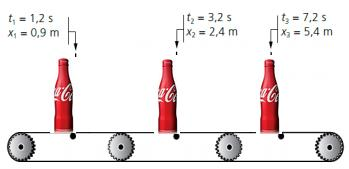 t₁ = 1,2 s
x₁ = 0,9 m
t₂ = 3,2 s
x₂ = 2,4 m
t₃ = 7,2 s
x₃ = 5,4 m